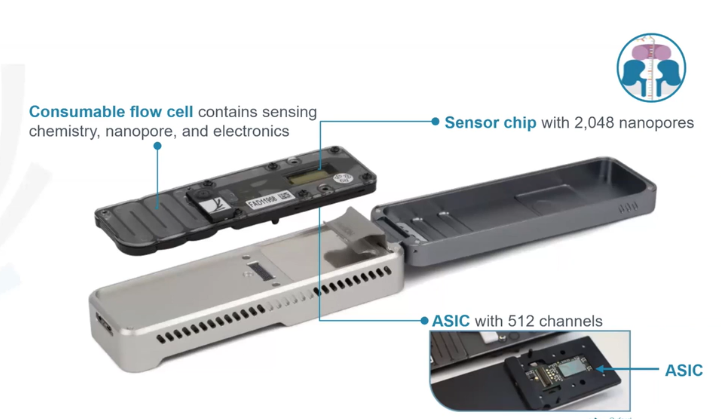 Consumable flow cell contains sensing
chemistry, nanopore, and electronics
Sensor chip with 2,048 nanopores
FAD11968
ASIC with 512 channels
ASIC